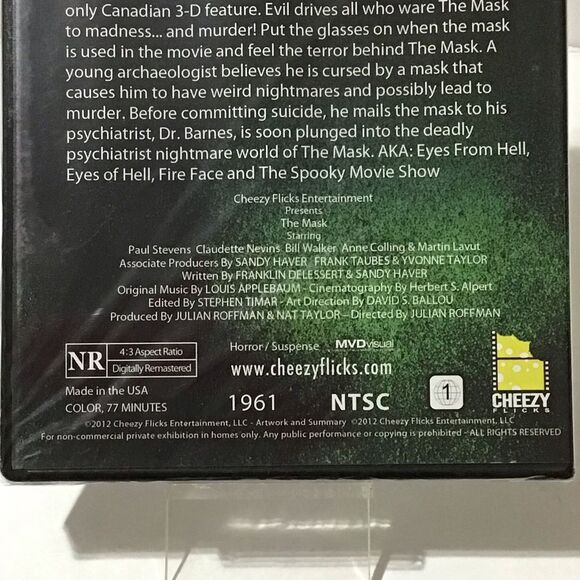 only Canadian 3-D feature. Evil drives all who ware The Mask
to madness... and murder! Put the glasses on when the mask
is used in the movie and feel the terror behind The Mask. A
young archaeologist believes he is cursed by a mask that
causes him to have weird nightmares and possibly lead to
murder. Before committing suicide, he mails the mask to his
psychiatrist, Dr. Barnes, is soon plunged into the deadly
psychiatrist nightmare world of The Mask. AKA: Eyes From Hell,
Eyes of Hell, Fire Face and The Spooky Movie Show
Cheezy Flicks Entertainment
Presents
The Mask
Starring
Paul Stevens Claudette Nevins Bill Walker Anne Colling & Martin Lavut
Associate Producers By SANDY HAVER FRANK TAUBES & YVONNE TAYLOR
Written By FRANKLIN DELESSERT & SANDY HAVER
Original Music By LOUIS APPLEBAUM - Cinematography By Herbert S. Alpert
Edited By STEPHEN TIMAR - Art Direction By DAVID S. BALLOU
Produced By JULIAN ROFFMAN & NAT TAYLOR - Directed By JULIAN ROFFMAN
NR
4:3 Aspect Ratio
Digitally Remastered
Horror / Suspense MVDvisual
www.cheezyflicks.com
Made in the USA
COLOR, 77 MINUTES
1961 NTSC 1
CHEEZY
FLICKS
©2012 Cheezy Flicks Entertainment, LLC - Artwork and Summary ©2012 Cheezy Flicks Entertainment, LLC
For non-commercial private exhibition in homes only. Any public performance or copying is prohibited - ALL RIGHTS RESERVED